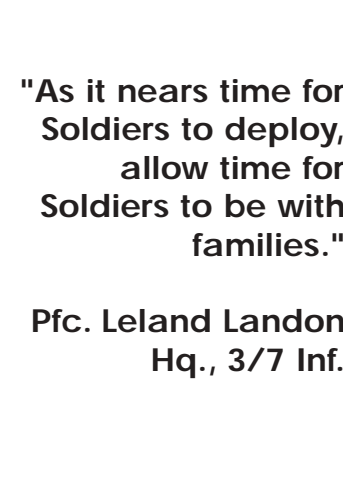 "As it nears time for
Soldiers to deploy,
allow time for
Soldiers to be with
families."
Pfc. Leland Landon
Hq., 3/7 Inf.